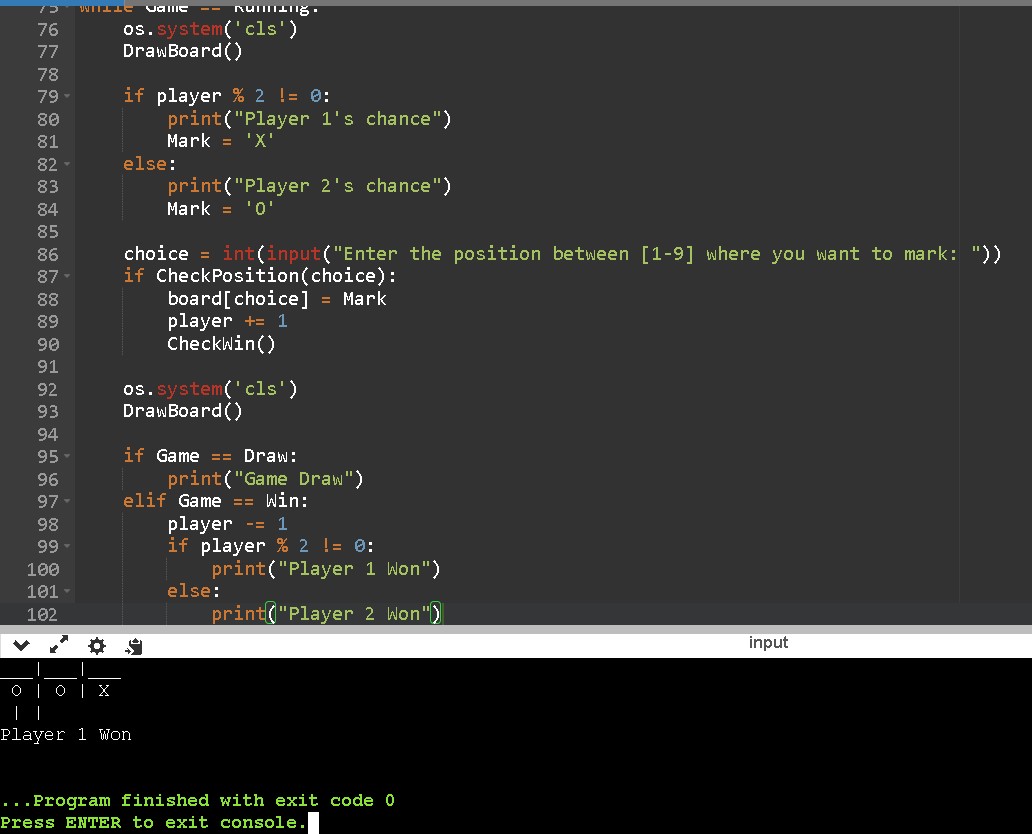 75 while Game == Running:
76 os.system('cls')
77 DrawBoard()
78
79 if player % 2 != 0:
80 print("Player 1's chance")
81 Mark = 'X'
82 else:
83 print("Player 2's chance")
84 Mark = 'O'
85
86 choice = int(input("Enter the position between [1-9] where you want to mark: "))
87 if CheckPosition(choice):
88 board[choice] = Mark
89 player += 1
90 CheckWin()
91
92 os.system('cls')
93 DrawBoard()
94
95 if Game == Draw:
96 print("Game Draw")
97 elif Game == Win:
98 player -= 1
99 if player % 2 != 0:
100 print("Player 1 Won")
101 else:
102 print("Player 2 Won")
input
___|___|___
O | O | X
| |
Player 1 Won
...Program finished with exit code 0
Press ENTER to exit console.